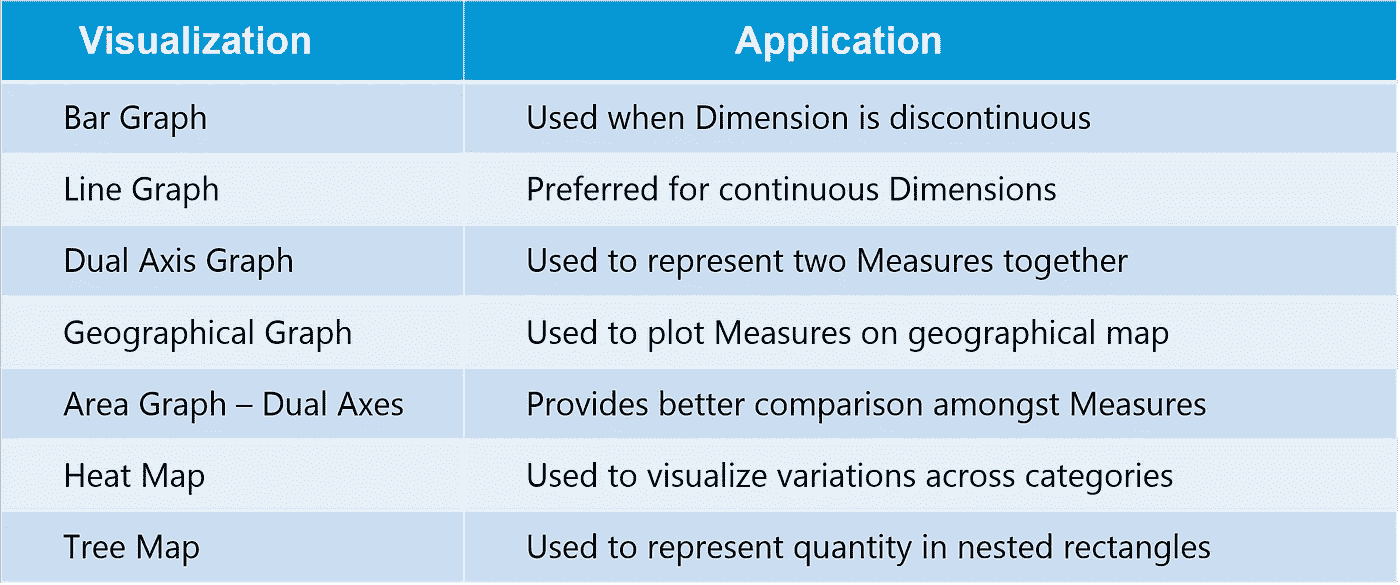 Visualization Application
Bar Graph Used when Dimension is discontinuous
Line Graph Preferred for continuous Dimensions
Dual Axis Graph Used to represent two Measures together
Geographical Graph Used to plot Measures on geographical map
Area Graph – Dual Axes Provides better comparison amongst Measures
Heat Map Used to visualize variations across categories
Tree Map Used to represent quantity in nested rectangles